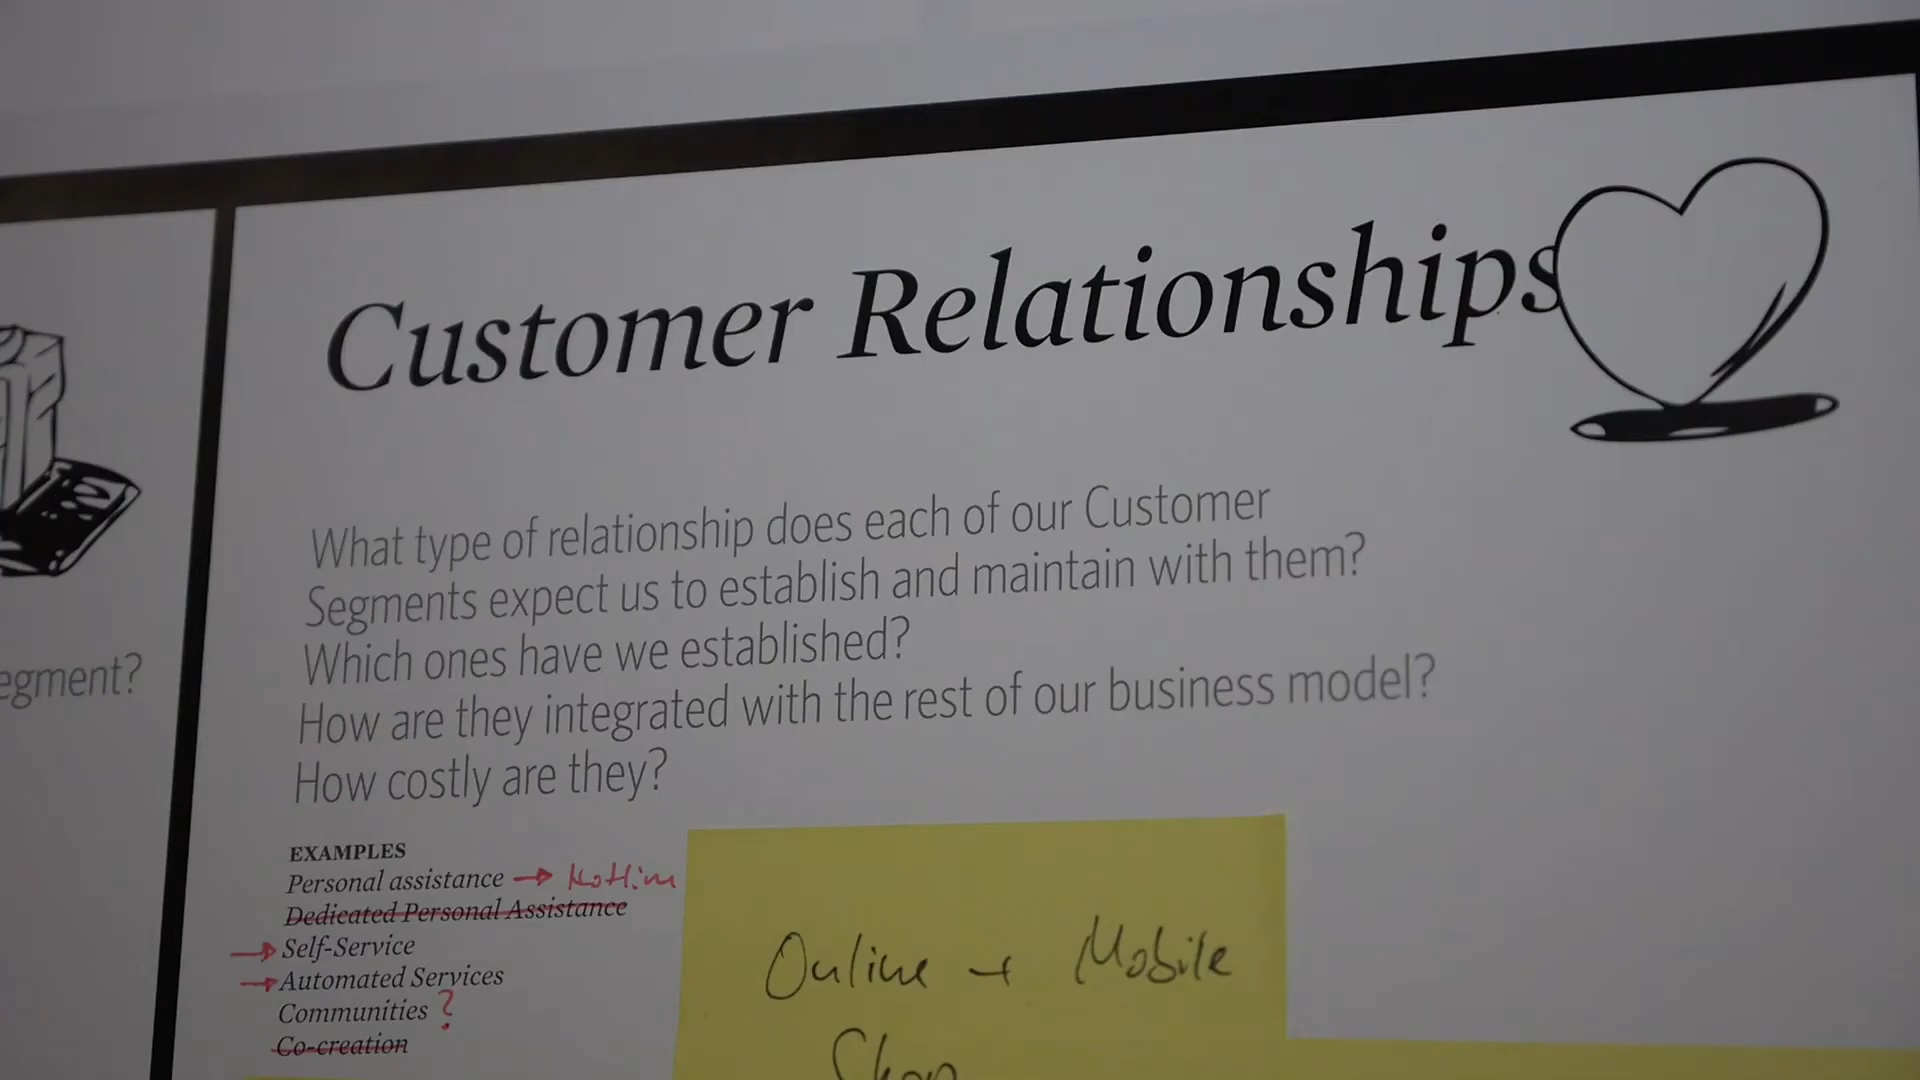 Customer Relationships
What type of relationship does each of our Customer
Segments expect us to establish and maintain with them?
Which ones have we established?
How are they integrated with the rest of our business model?
How costly are they?
egment?
EXAMPLES
Personal assistance →
Dedicated Personal Assistance
→ Self-Service
→ Automated Services
Communities ?
Co-creation
Online + Mobile
Shop